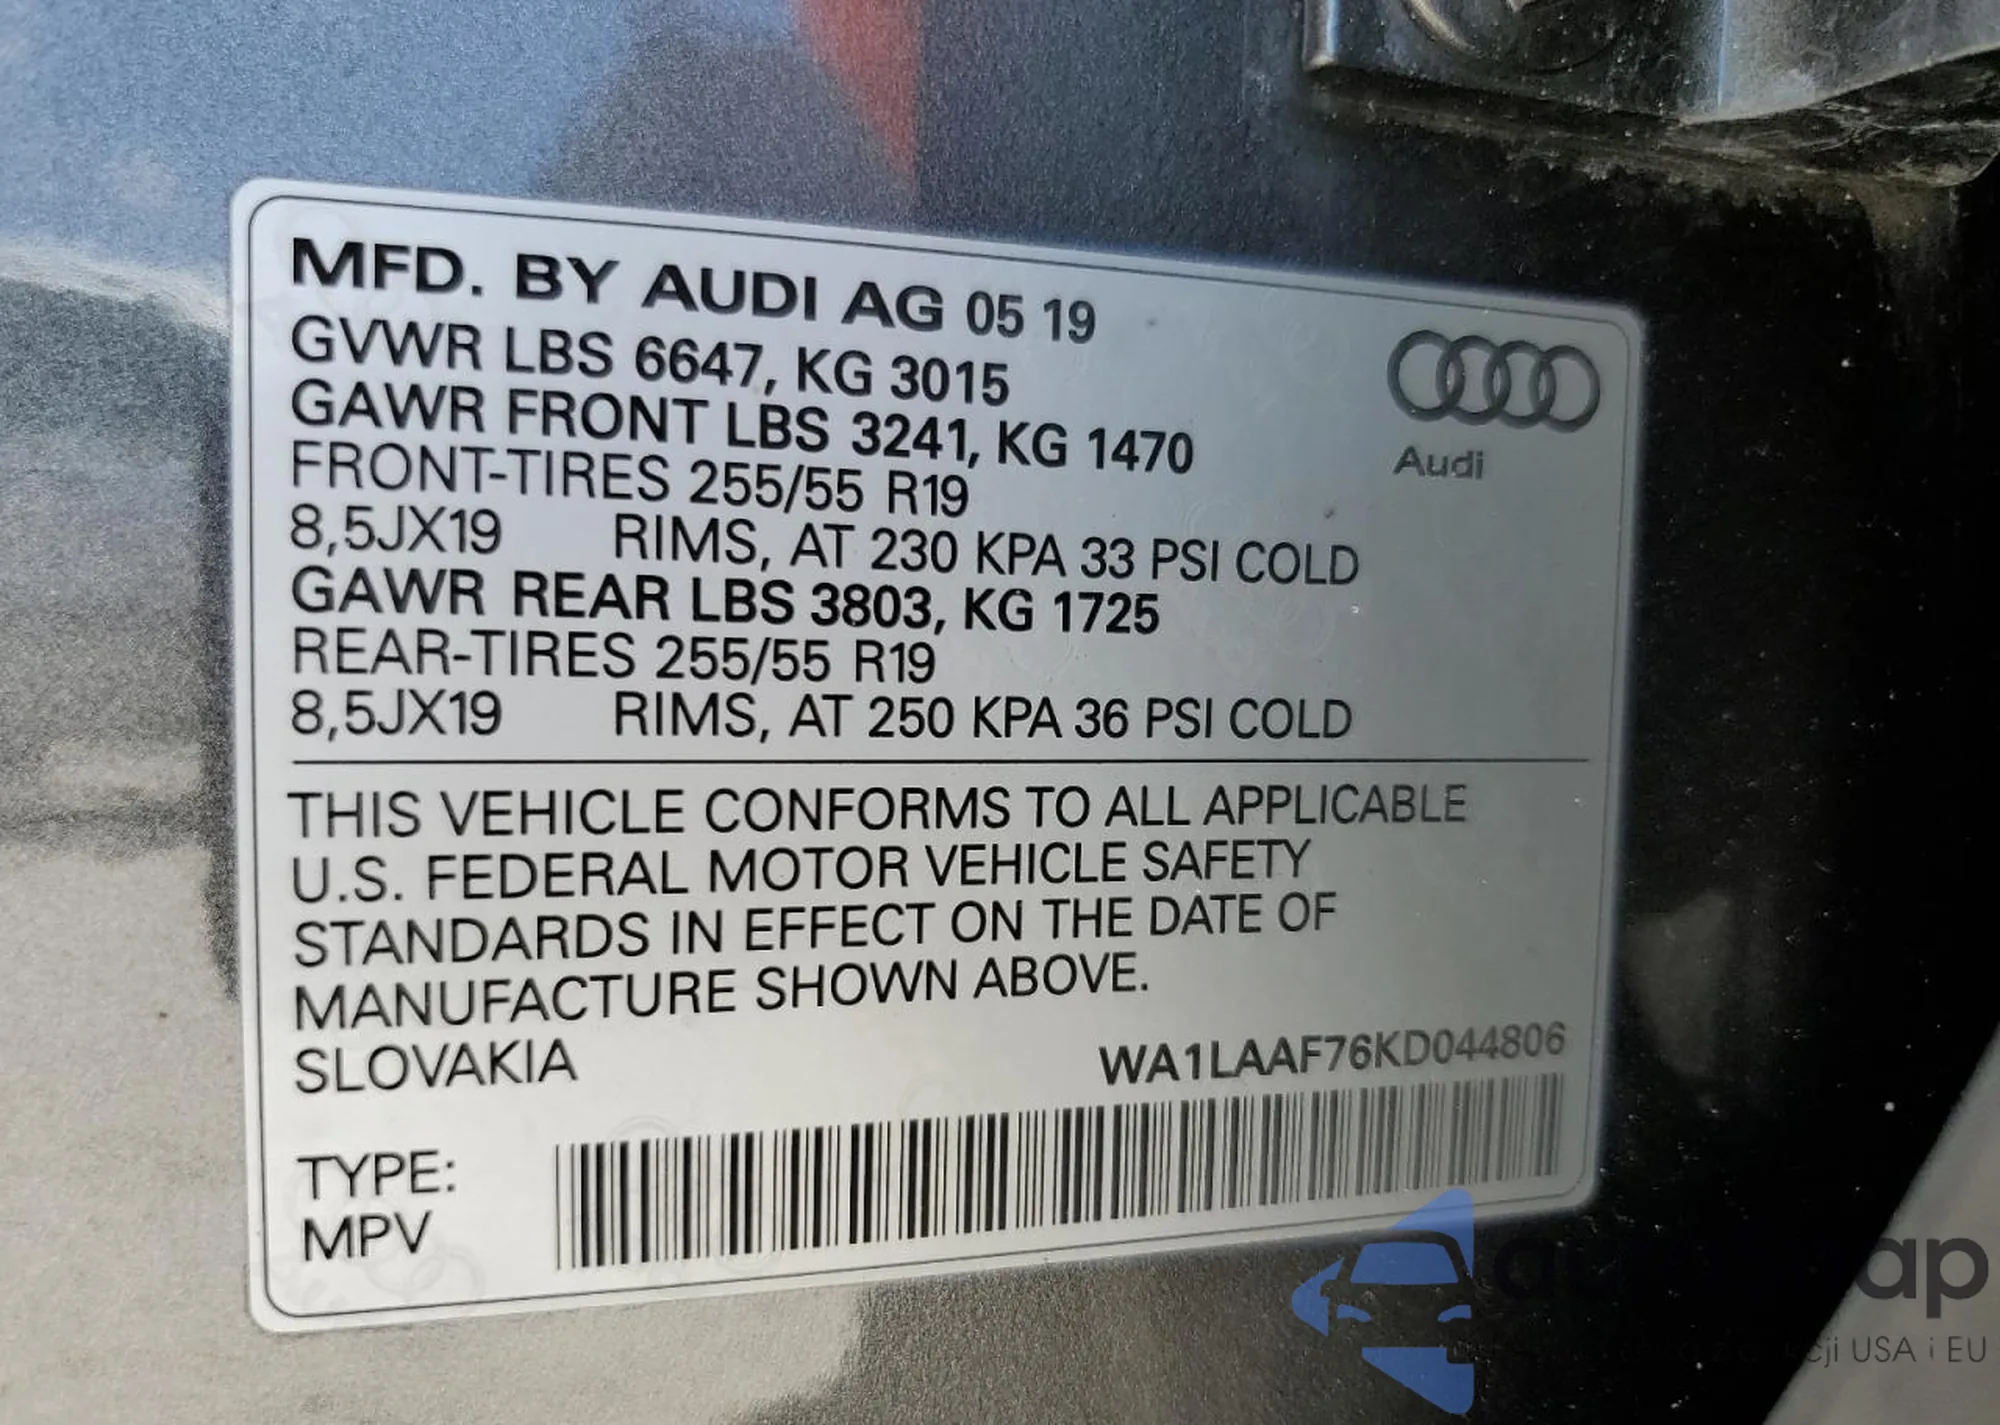 MFD. BY AUDI AG 05 19
GVWR LBS 6647, KG 3015
GAWR FRONT LBS 3241, KG 1470
FRONT-TIRES 255/55 R19
8,5JX19 RIMS, AT 230 KPA 33 PSI COLD
GAWR REAR LBS 3803, KG 1725
REAR-TIRES 255/55 R19
8,5JX19 RIMS, AT 250 KPA 36 PSI COLD
Audi
THIS VEHICLE CONFORMS TO ALL APPLICABLE
U.S. FEDERAL MOTOR VEHICLE SAFETY
STANDARDS IN EFFECT ON THE DATE OF
MANUFACTURE SHOWN ABOVE.
SLOVAKIA WA1LAAF76KD044806
TYPE:
MPV
USA i EU